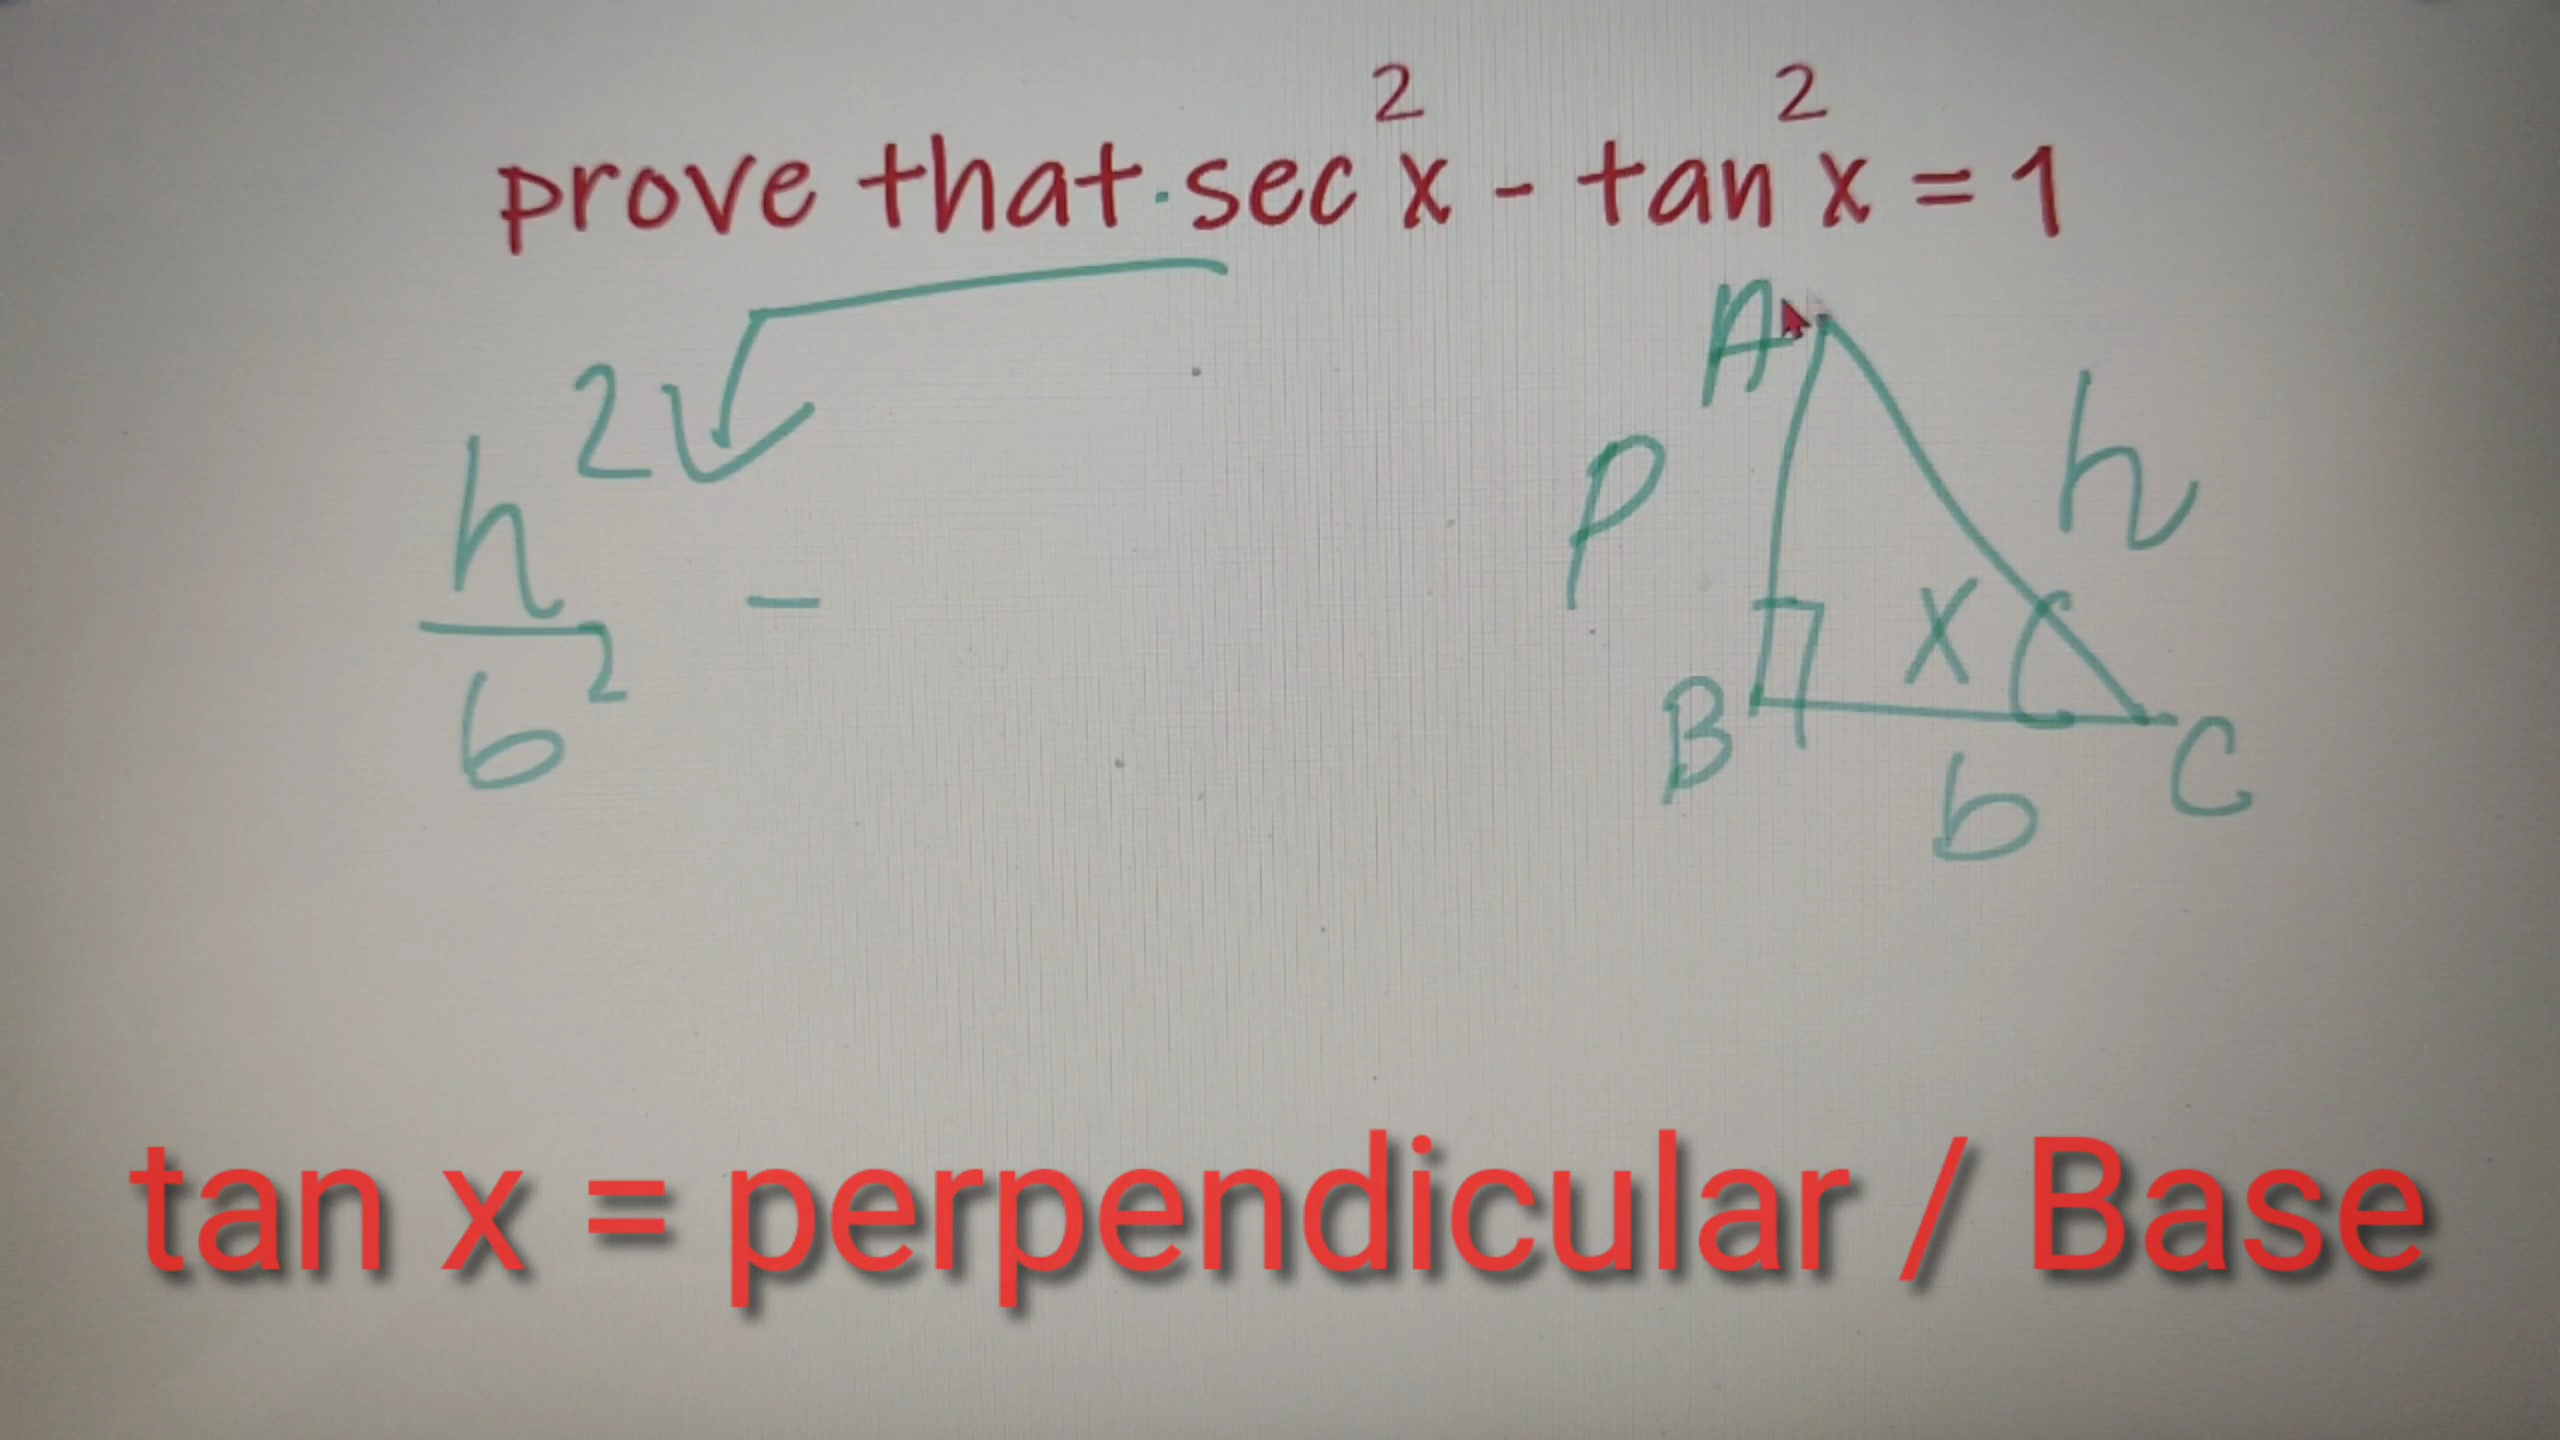 prove that sec²x - tan²x = 1
h²
b²
-
A
P
h
x
B
b
C
tan x = perpendicular / Base